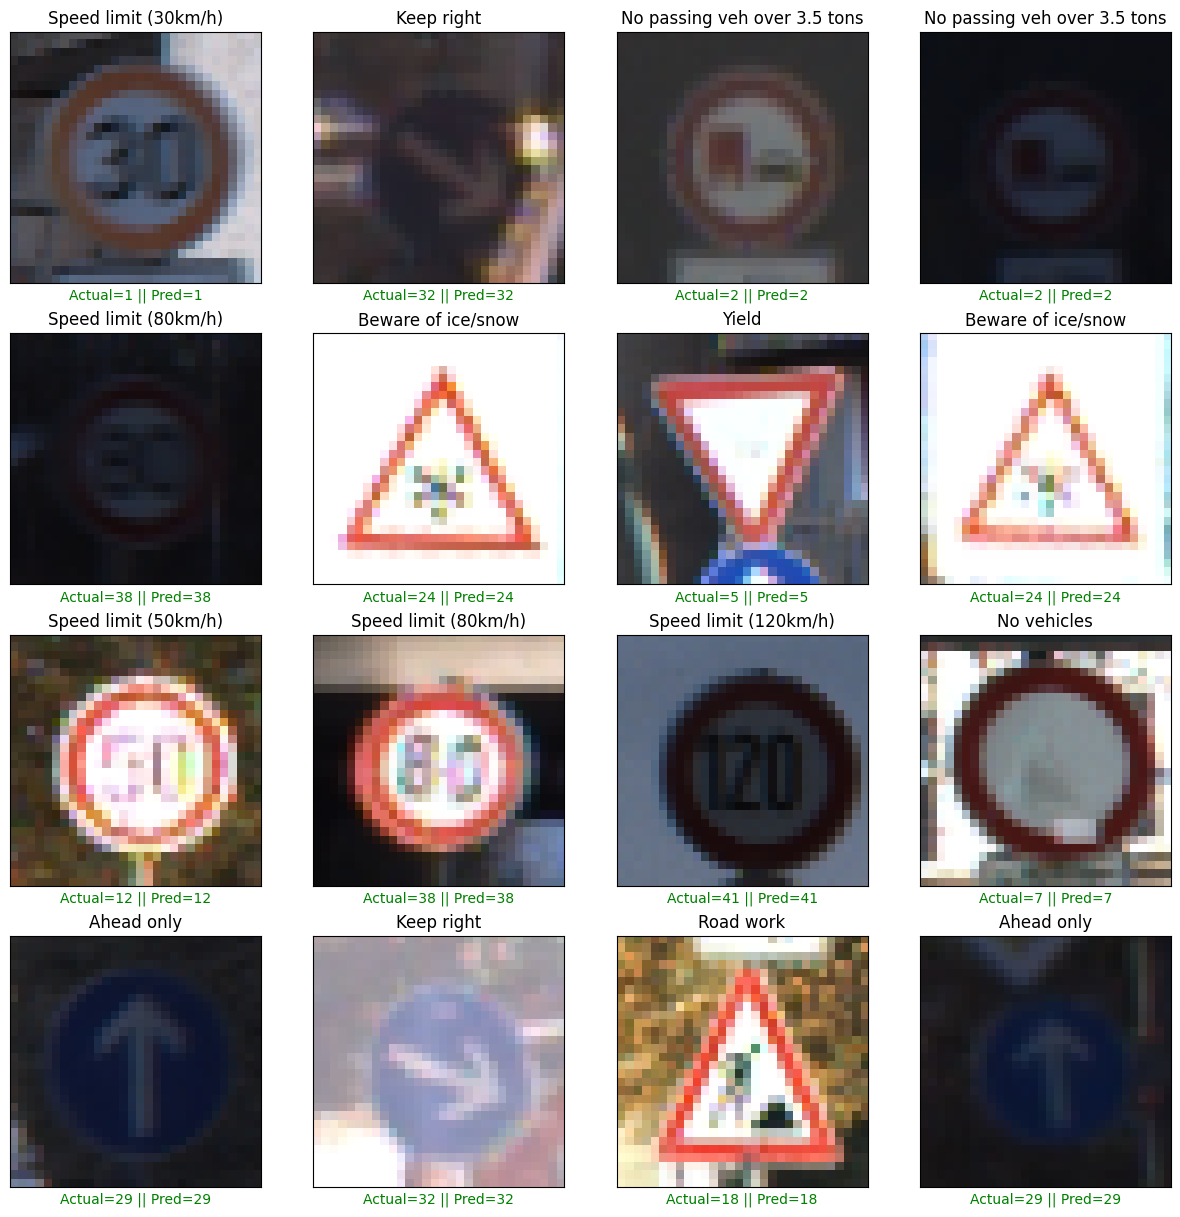 Speed limit (30km/h)
Keep right
No passing veh over 3.5 tons
No passing veh over 3.5 tons
30
Actual=1 || Pred=1
Actual=32 || Pred=32
Actual=2 || Pred=2
Actual=2 || Pred=2
Speed limit (80km/h)
Beware of ice/snow
Yield
Beware of ice/snow
Actual=38 || Pred=38
Actual=24 || Pred=24
Actual=5 || Pred=5
Actual=24 || Pred=24
Speed limit (50km/h)
Speed limit (80km/h)
Speed limit (120km/h)
No vehicles
50
80
120
Actual=12 || Pred=12
Actual=38 || Pred=38
Actual=41 || Pred=41
Actual=7 || Pred=7
Ahead only
Keep right
Road work
Ahead only
Actual=29 || Pred=29
Actual=32 || Pred=32
Actual=18 || Pred=18
Actual=29 || Pred=29